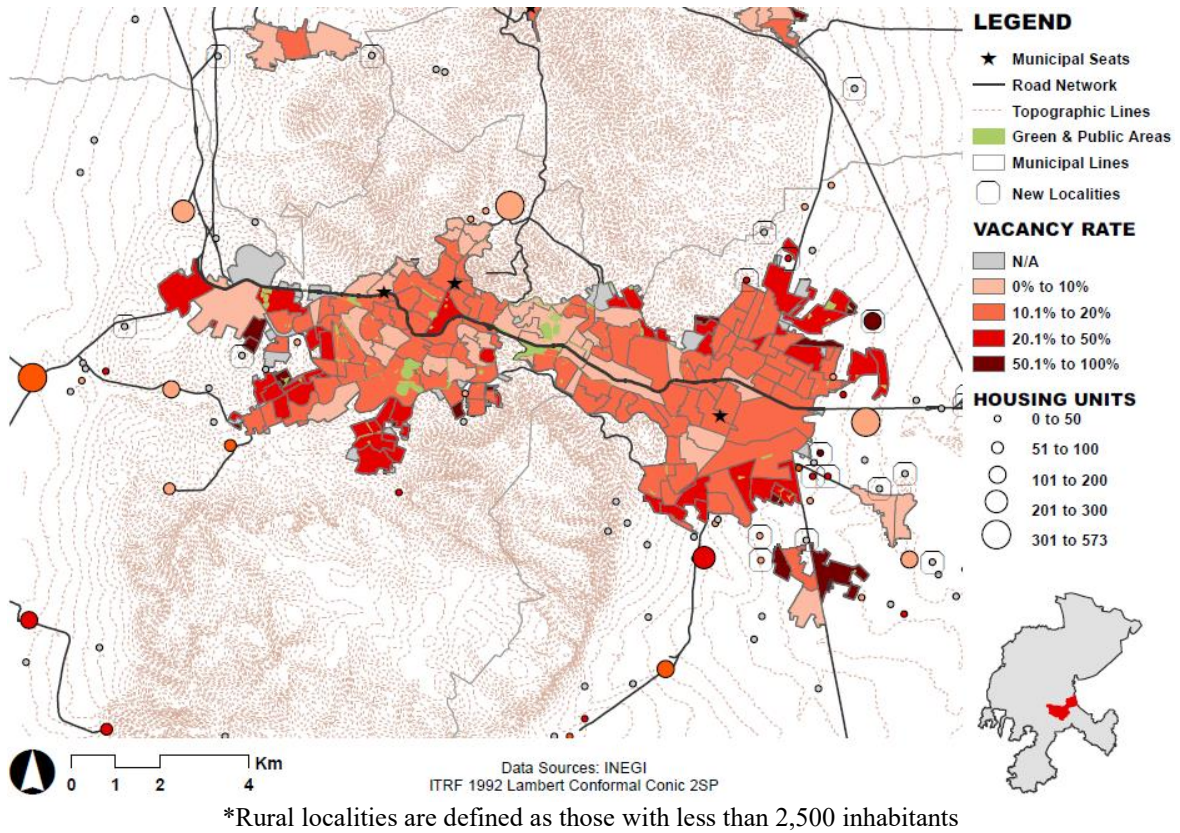 LEGEND
Municipal Seats
Road Network
Topographic Lines
Green & Public Areas
Municipal Lines
New Localities
VACANCY RATE
N/A
0% to 10%
10.1% to 20%
20.1% to 50%
50.1% to 100%
HOUSING UNITS
0 to 50
51 to 100
101 to 200
201 to 300
301 to 573
Km
0 1 2 4
Data Sources: INEGI
ITRF 1992 Lambert Conformal Conic 2SP
*Rural localities are defined as those with less than 2,500 inhabitants